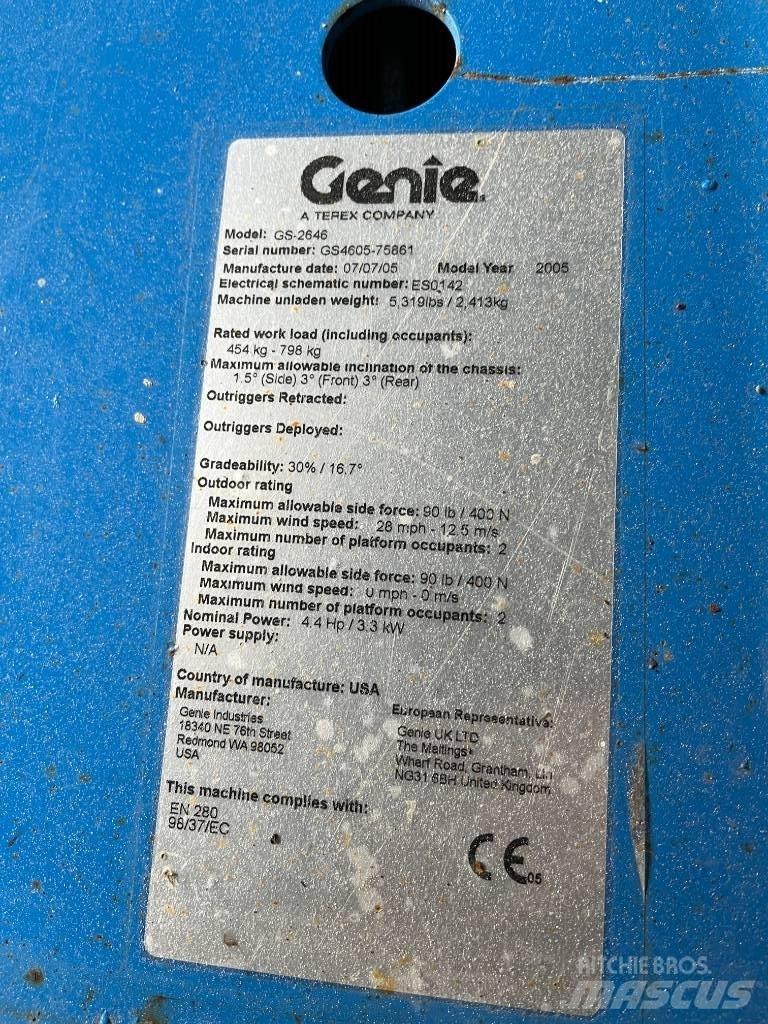 Genie
A TEREX COMPANY
Model: GS-2646
Serial number: GS4605-75861
Manufacture date: 07/07/05 Model Year 2005
Electrical schematic number: ES0142
Machine unladen weight: 5,319lbs / 2,413kg
Rated work load (including occupants):
454 kg - 798 kg
Maximum allowable inclination of the chassis:
1.5° (Side) 3° (Front) 3° (Rear)
Outriggers Retracted:
Outriggers Deployed:
Gradeability: 30% / 16.7°
Outdoor rating
Maximum allowable side force: 90 lb / 400 N
Maximum wind speed: 28 mph - 12.5 m/s
Maximum number of platform occupants: 2
Indoor rating
Maximum allowable side force: 90 lb / 400 N
Maximum wind speed: 0 mph - 0 m/s
Maximum number of platform occupants: 2
Nominal Power: 4.4 Hp / 3.3 kW
Power supply:
N/A
Country of manufacture: USA
Manufacturer:
Genie Industries
18340 NE 76th Street
Redmond WA 98052
USA
European Representative:
Genie UK LTD
The Maltings
Wharf Road, Grantham, Lin
NG31 6BH United Kingdom
This machine complies with:
EN 280
98/37/EC
CE 05
RITCHIE BROS.
MASCUS